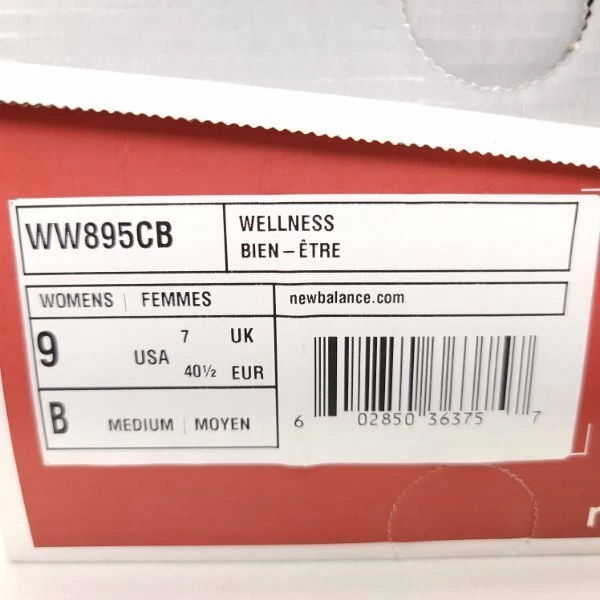 WW895CB
WELLNESS
BIEN-ÊTRE
WOMENS | FEMMES
newbalance.com
9 USA
7 UK
40½ EUR
B MEDIUM | MOYEN
6 02850 36375 7